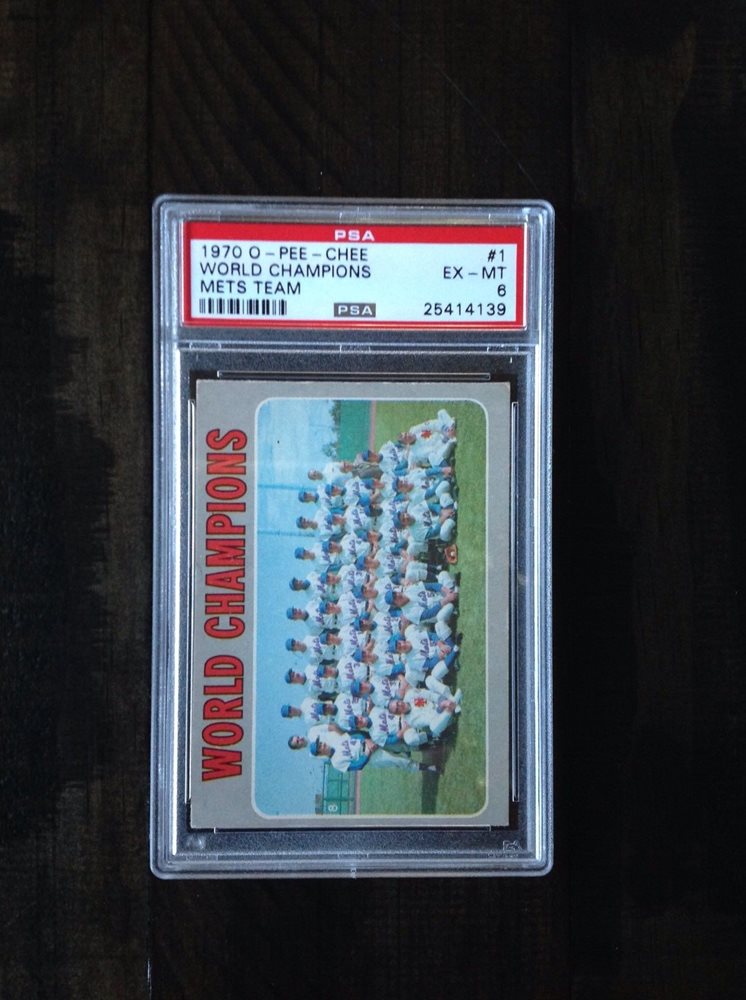 PSA
1970 O-PEE-CHEE #1
WORLD CHAMPIONS EX-MT
METS TEAM 6
PSA 25414139
WORLD CHAMPIONS